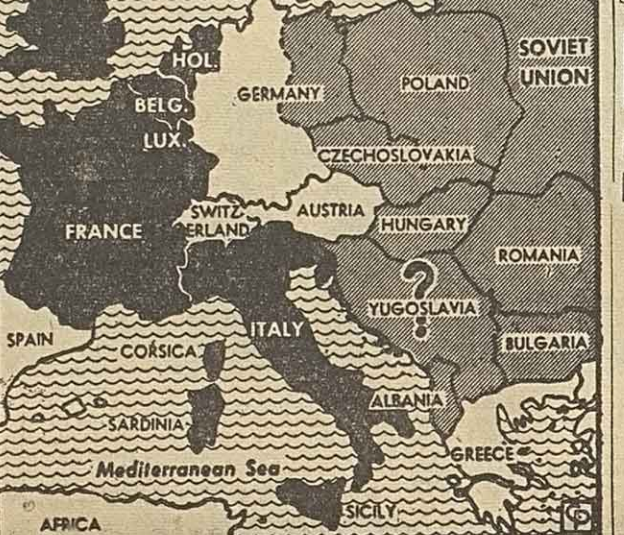 HOL.
SOVIET
UNION
GERMANY
POLAND
BELG.
LUX.
CZECHOSLOVAKIA
SWITZ-
ERLAND
AUSTRIA
FRANCE
HUNGARY
ROMANIA
?
YUGOSLAVIA
ITALY
SPAIN
CORSICA
BULGARIA
ALBANIA
SARDINIA
GREECE
Mediterranean Sea
SICILY
AFRICA